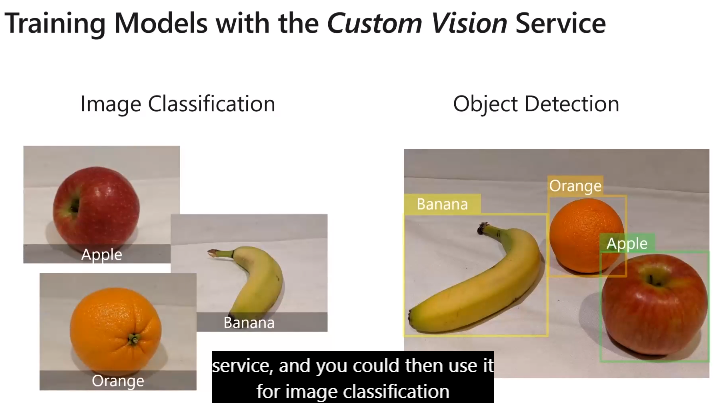 Training Models with the Custom Vision Service
Image Classification
Apple
Banana
Orange
Object Detection
Banana
Orange
Apple
service, and you could then use it
for image classification